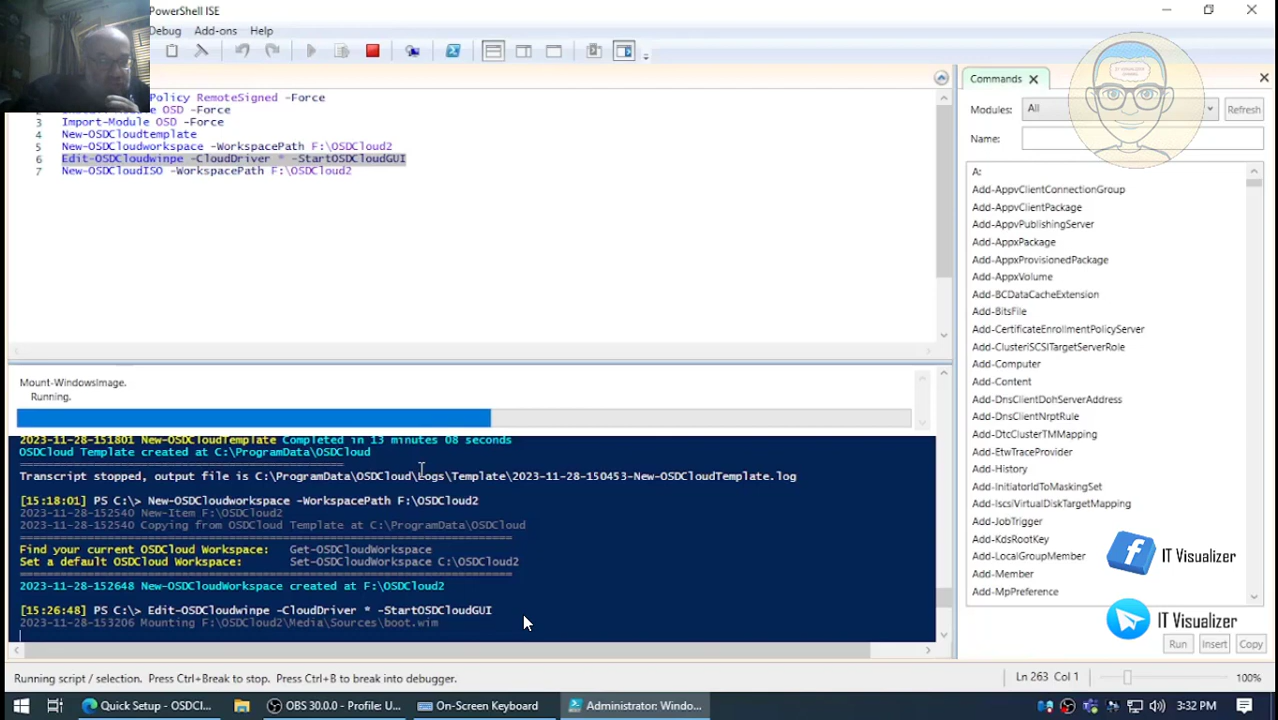 PowerShell ISE
Debug Add-ons Help
Policy RemoteSigned -Force
OSD -Force
3 Import-Module OSD -Force
4 New-OSDCloudtemplate
5 New-OSDCloudworkspace -WorkspacePath F:\OSDCloud2
6 Edit-OSDCloudwinpe -CloudDriver * -StartOSDCloudGUI
7 New-OSDCloudISO -WorkspacePath F:\OSDCloud2
Mount-WindowsImage.
Running.
2023-11-28-151801 New-OSDCloudTemplate Completed in 13 minutes 08 seconds
OSDCloud Template created at C:\ProgramData\OSDCloud
=========================================================
Transcript stopped, output file is C:\ProgramData\OSDCloud\Logs\Template\2023-11-28-150453-New-OSDCloudTemplate.log
[15:18:01] PS C:\> New-OSDCloudworkspace -WorkspacePath F:\OSDCloud2
2023-11-28-152540 New-Item F:\OSDCloud2
2023-11-28-152540 Copying from OSDCloud Template at C:\ProgramData\OSDCloud
=========================================================
Find your current OSDCloud Workspace: Get-OSDCloudWorkspace
Set a default OSDCloud Workspace: Set-OSDCloudWorkspace C:\OSDCloud2
=========================================================
2023-11-28-152648 New-OSDCloudWorkspace created at F:\OSDCloud2
[15:26:48] PS C:\> Edit-OSDCloudwinpe -CloudDriver * -StartOSDCloudGUI
2023-11-28-153206 Mounting F:\OSDCloud2\Media\Sources\boot.wim
Running script / selection. Press Ctrl+Break to stop. Press Ctrl+B to break into debugger.
Ln 263 Col 1
100%
Commands
Modules: All
Refresh
Name:
IT VISUALIZER
A:
Add-AppvClientConnectionGroup
Add-AppvClientPackage
Add-AppvPublishingServer
Add-AppxPackage
Add-AppxProvisionedPackage
Add-AppxVolume
Add-BCDataCacheExtension
Add-BitsFile
Add-CertificateEnrollmentPolicyServer
Add-ClusteriSCSITargetServerRole
Add-Computer
Add-Content
Add-DnsClientDohServerAddress
Add-DnsClientNrptRule
Add-DtcClusterTMMapping
Add-EtwTraceProvider
Add-History
Add-InitiatorIdToMaskingSet
Add-IscsiVirtualDiskTargetMapping
Add-JobTrigger
Add-KdsRootKey
Add-LocalGroupMember
Add-Member
Add-MpPreference
IT Visualizer
IT Visualizer
Run Insert Copy
Quick Setup - OSDCl...
OBS 30.0.0 - Profile: U...
On-Screen Keyboard
Administrator: Windo...
3:32 PM